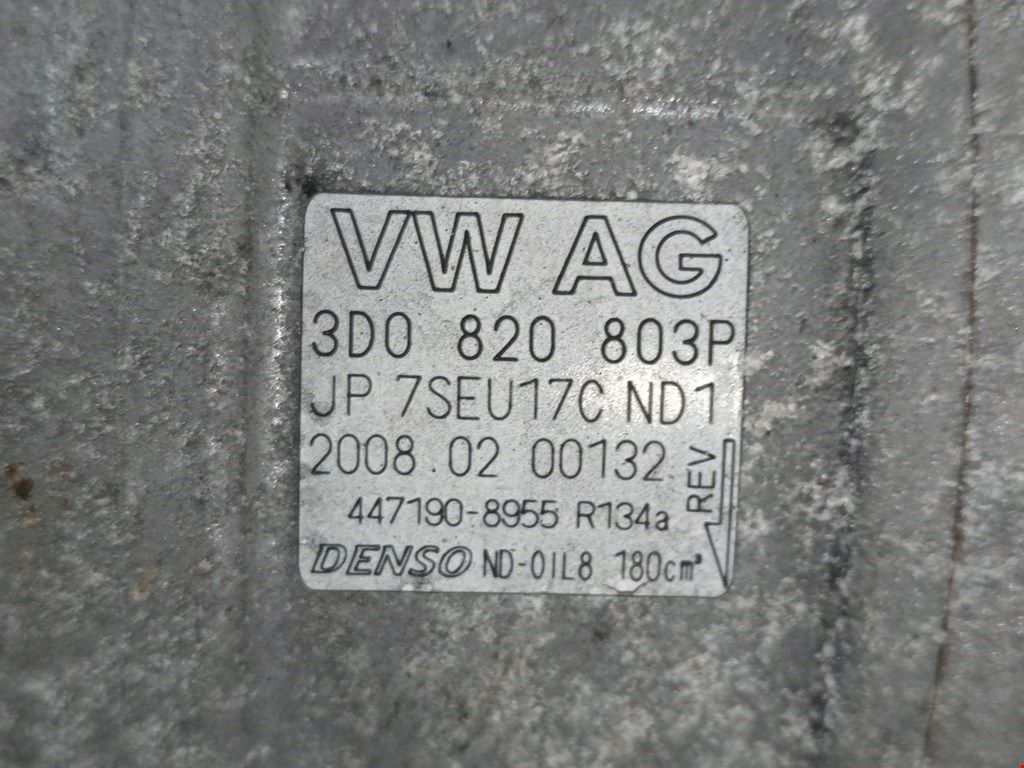 VW AG
3D0 820 803P
JP 7SEU17C ND1
2008.02 00132
REV
447190-8955 R134a
DENSO ND-OIL8 180cm³